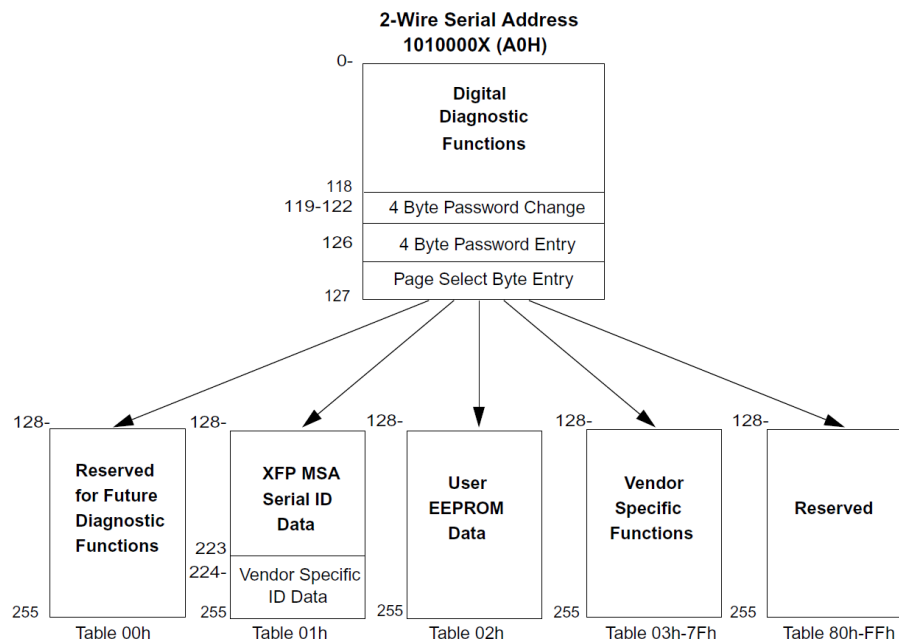 2-Wire Serial Address
1010000X (A0H)
0-
Digital
Diagnostic
Functions
118
119-122
4 Byte Password Change
126
4 Byte Password Entry
Page Select Byte Entry
127
128-
Reserved
for Future
Diagnostic
Functions
255
Table 00h
128-
XFP MSA
Serial ID
Data
223
224-
Vendor Specific
ID Data
255
Table 01h
128-
User
EEPROM
Data
255
Table 02h
128-
Vendor
Specific
Functions
255
Table 03h-7Fh
128-
Reserved
255
Table 80h-FFh